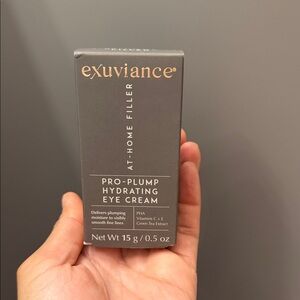 exuviance®
AT-HOME FILLER
PRO-PLUMP
HYDRATING
EYE CREAM
Delivers plumping
moisture to visibly
smooth fine lines
PHA
Vitamin C + E
Green Tea Extract
Net Wt 15 g / 0.5 oz